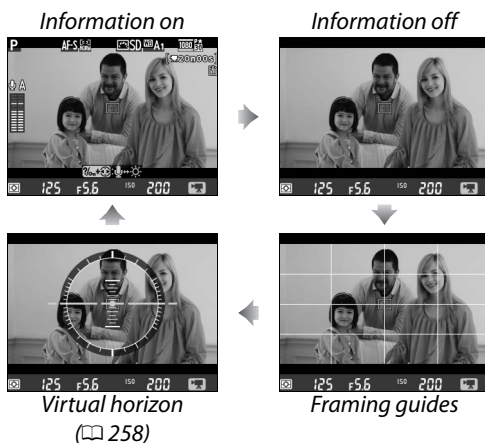 Information on
Information off
P AF-S SD WB A1 1080
[20m00s]
A
125 F5.6 ISO 200
125 F5.6 ISO 200
125 F5.6 ISO 200
125 F5.6 ISO 200
Virtual horizon
Framing guides
(258)